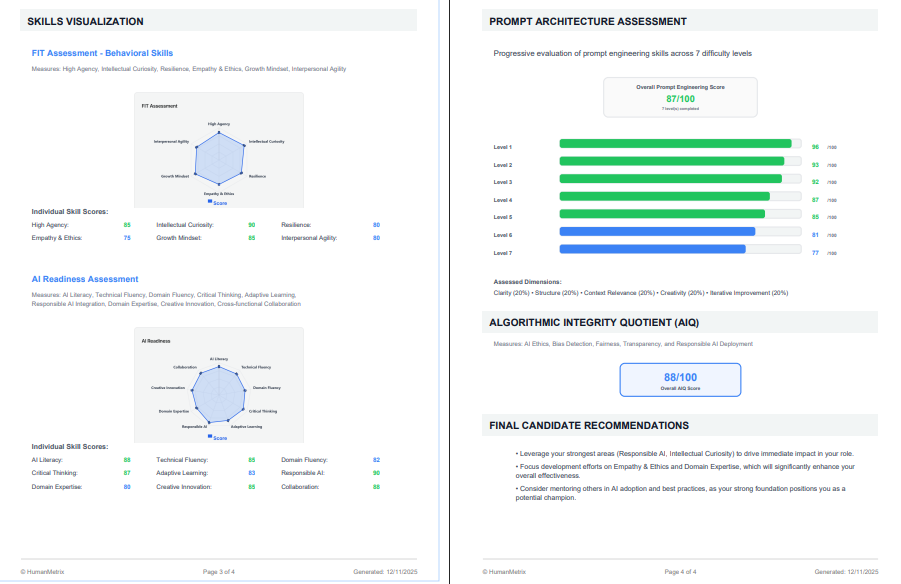 SKILLS VISUALIZATION
FIT Assessment - Behavioral Skills
Measures: High Agency, Intellectual Curiosity, Resilience, Empathy & Ethics, Growth Mindset, Interpersonal Agility
FIT Assessment
High Agency
Interpersonal Agility
Intellectual Curiosity
Growth Mindset
Resilience
Empathy & Ethics
Score
Individual Skill Scores:
High Agency: 85 Intellectual Curiosity: 90 Resilience: 80
Empathy & Ethics: 75 Growth Mindset: 85 Interpersonal Agility: 80
AI Readiness Assessment
Measures: AI Literacy, Technical Fluency, Domain Fluency, Critical Thinking, Adaptive Learning,
Responsible AI Integration, Domain Expertise, Creative Innovation, Cross-functional Collaboration
AI Readiness
AI Literacy
Collaboration
Technical Fluency
Creative Innovation
Domain Fluency
Domain Expertise
Critical Thinking
Responsible AI
Adaptive Learning
Score
Individual Skill Scores:
AI Literacy: 88 Technical Fluency: 85 Domain Fluency: 82
Critical Thinking: 87 Adaptive Learning: 83 Responsible AI: 90
Domain Expertise: 80 Creative Innovation: 85 Collaboration: 88
© HumanMetrix
Page 3 of 4
Generated: 12/11/2025
PROMPT ARCHITECTURE ASSESSMENT
Progressive evaluation of prompt engineering skills across 7 difficulty levels
Overall Prompt Engineering Score
87/100
7 level(s) completed
Level 1 96 /100
Level 2 93 /100
Level 3 92 /100
Level 4 87 /100
Level 5 85 /100
Level 6 81 /100
Level 7 77 /100
Assessed Dimensions:
Clarity (20%) • Structure (20%) • Context Relevance (20%) • Creativity (20%) • Iterative Improvement (20%)
ALGORITHMIC INTEGRITY QUOTIENT (AIQ)
Measures: AI Ethics, Bias Detection, Fairness, Transparency, and Responsible AI Deployment
88/100
Overall AIQ Score
FINAL CANDIDATE RECOMMENDATIONS
• Leverage your strongest areas (Responsible AI, Intellectual Curiosity) to drive immediate impact in your role.
• Focus development efforts on Empathy & Ethics and Domain Expertise, which will significantly enhance your
overall effectiveness.
• Consider mentoring others in AI adoption and best practices, as your strong foundation positions you as a
potential champion.
© HumanMetrix
Page 4 of 4
Generated: 12/11/2025